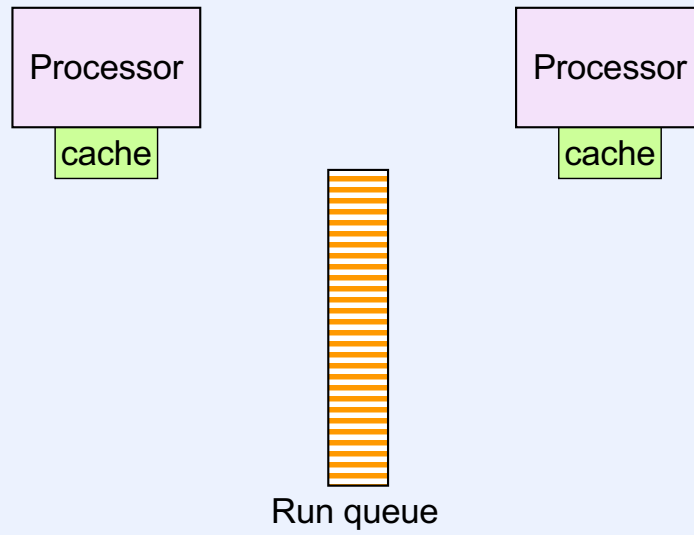 Processor
Processor
cache
cache
Run queue